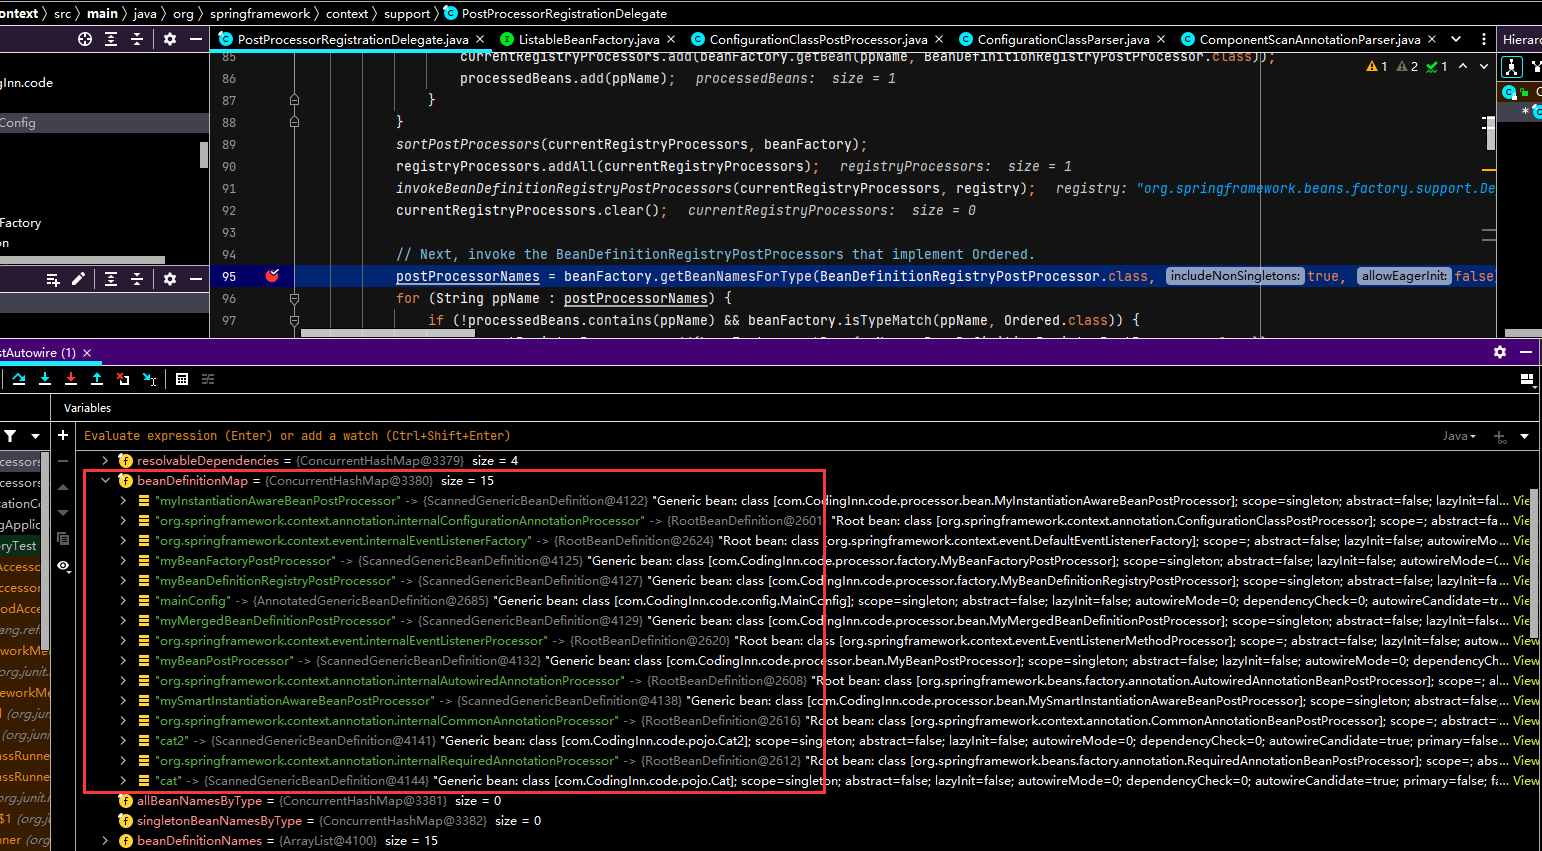 ontext › src › main › java › org › springframework › context › support › PostProcessorRegistrationDelegate
PostProcessorRegistrationDelegate.java × ListableBeanFactory.java × ConfigurationClassPostProcessor.java × ConfigurationClassParser.java × ComponentScanAnnotationParser.java × Hierarc
gInn.code
Config
Factory
on
85 currentRegistryProcessors.add(beanFactory.getBean(ppName, BeanDefinitionRegistryPostProcessor.class));
1 2 1
86 processedBeans.add(ppName); processedBeans: size = 1
87 }
88 }
89 sortPostProcessors(currentRegistryProcessors, beanFactory);
90 registryProcessors.addAll(currentRegistryProcessors); registryProcessors: size = 1
91 invokeBeanDefinitionRegistryPostProcessors(currentRegistryProcessors, registry); registry: "org.springframework.beans.factory.support.De
92 currentRegistryProcessors.clear(); currentRegistryProcessors: size = 0
93
94 // Next, invoke the BeanDefinitionRegistryPostProcessors that implement Ordered.
95 postProcessorNames = beanFactory.getBeanNamesForType(BeanDefinitionRegistryPostProcessor.class, includeNonSingletons: true, allowEagerInit: false
96 for (String ppName : postProcessorNames) {
97 if (!processedBeans.contains(ppName) && beanFactory.isTypeMatch(ppName, Ordered.class)) {
stAutowire (1) ×
Variables
Evaluate expression (Enter) or add a watch (Ctrl+Shift+Enter) Java
resolvableDependencies = {ConcurrentHashMap@3379} size = 4
beanDefinitionMap = {ConcurrentHashMap@3380} size = 15
"myInstantiationAwareBeanPostProcessor" -> {ScannedGenericBeanDefinition@4122} "Generic bean: class [com.CodingInn.code.processor.bean.MyInstantiationAwareBeanPostProcessor]; scope=singleton; abstract=false; lazyInit=fal... View
"org.springframework.context.annotation.internalConfigurationAnnotationProcessor" -> {RootBeanDefinition@2601} "Root bean: class [org.springframework.context.annotation.ConfigurationClassPostProcessor]; scope=; abstract=fa... View
"org.springframework.context.event.internalEventListenerFactory" -> {RootBeanDefinition@2624} "Root bean: class [org.springframework.context.event.DefaultEventListenerFactory]; scope=; abstract=false; lazyInit=false; autowireMo... View
"myBeanFactoryPostProcessor" -> {ScannedGenericBeanDefinition@4125} "Generic bean: class [com.CodingInn.code.processor.factory.MyBeanFactoryPostProcessor]; scope=singleton; abstract=false; lazyInit=false; autowireMode=0... View
"myBeanDefinitionRegistryPostProcessor" -> {ScannedGenericBeanDefinition@4127} "Generic bean: class [com.CodingInn.code.processor.factory.MyBeanDefinitionRegistryPostProcessor]; scope=singleton; abstract=false; lazyInit=fa... View
"mainConfig" -> {AnnotatedGenericBeanDefinition@2685} "Generic bean: class [com.CodingInn.code.config.MainConfig]; scope=singleton; abstract=false; lazyInit=false; autowireMode=0; dependencyCheck=0; autowireCandidate=tr... View
"myMergedBeanDefinitionPostProcessor" -> {ScannedGenericBeanDefinition@4129} "Generic bean: class [com.CodingInn.code.processor.bean.MyMergedBeanDefinitionPostProcessor]; scope=singleton; abstract=false; lazyInit=false; ... View
"org.springframework.context.event.internalEventListenerProcessor" -> {RootBeanDefinition@2620} "Root bean: class [org.springframework.context.event.EventListenerMethodProcessor]; scope=; abstract=false; lazyInit=false; autow... View
"myBeanPostProcessor" -> {ScannedGenericBeanDefinition@4132} "Generic bean: class [com.CodingInn.code.processor.bean.MyBeanPostProcessor]; scope=singleton; abstract=false; lazyInit=false; autowireMode=0; dependencyCh... View
"org.springframework.context.annotation.internalAutowiredAnnotationProcessor" -> {RootBeanDefinition@2608} "Root bean: class [org.springframework.beans.factory.annotation.AutowiredAnnotationBeanPostProcessor]; scope=; al... View
"mySmartInstantiationAwareBeanPostProcessor" -> {ScannedGenericBeanDefinition@4138} "Generic bean: class [com.CodingInn.code.processor.bean.MySmartInstantiationAwareBeanPostProcessor]; scope=singleton; abstract=false;... View
"org.springframework.context.annotation.internalCommonAnnotationProcessor" -> {RootBeanDefinition@2616} "Root bean: class [org.springframework.context.annotation.CommonAnnotationBeanPostProcessor]; scope=; abstract=... View
"cat2" -> {ScannedGenericBeanDefinition@4141} "Generic bean: class [com.CodingInn.code.pojo.Cat2]; scope=singleton; abstract=false; lazyInit=false; autowireMode=0; dependencyCheck=0; autowireCandidate=true; primary=false... View
"org.springframework.context.annotation.internalRequiredAnnotationProcessor" -> {RootBeanDefinition@2612} "Root bean: class [org.springframework.beans.factory.annotation.RequiredAnnotationBeanPostProcessor]; scope=; abs... View
"cat" -> {ScannedGenericBeanDefinition@4144} "Generic bean: class [com.CodingInn.code.pojo.Cat]; scope=singleton; abstract=false; lazyInit=false; autowireMode=0; dependencyCheck=0; autowireCandidate=true; primary=false; fa... View
allBeanNamesByType = {ConcurrentHashMap@3381} size = 0
singletonBeanNamesByType = {ConcurrentHashMap@3382} size = 0
beanDefinitionNames = {ArrayList@4100} size = 15